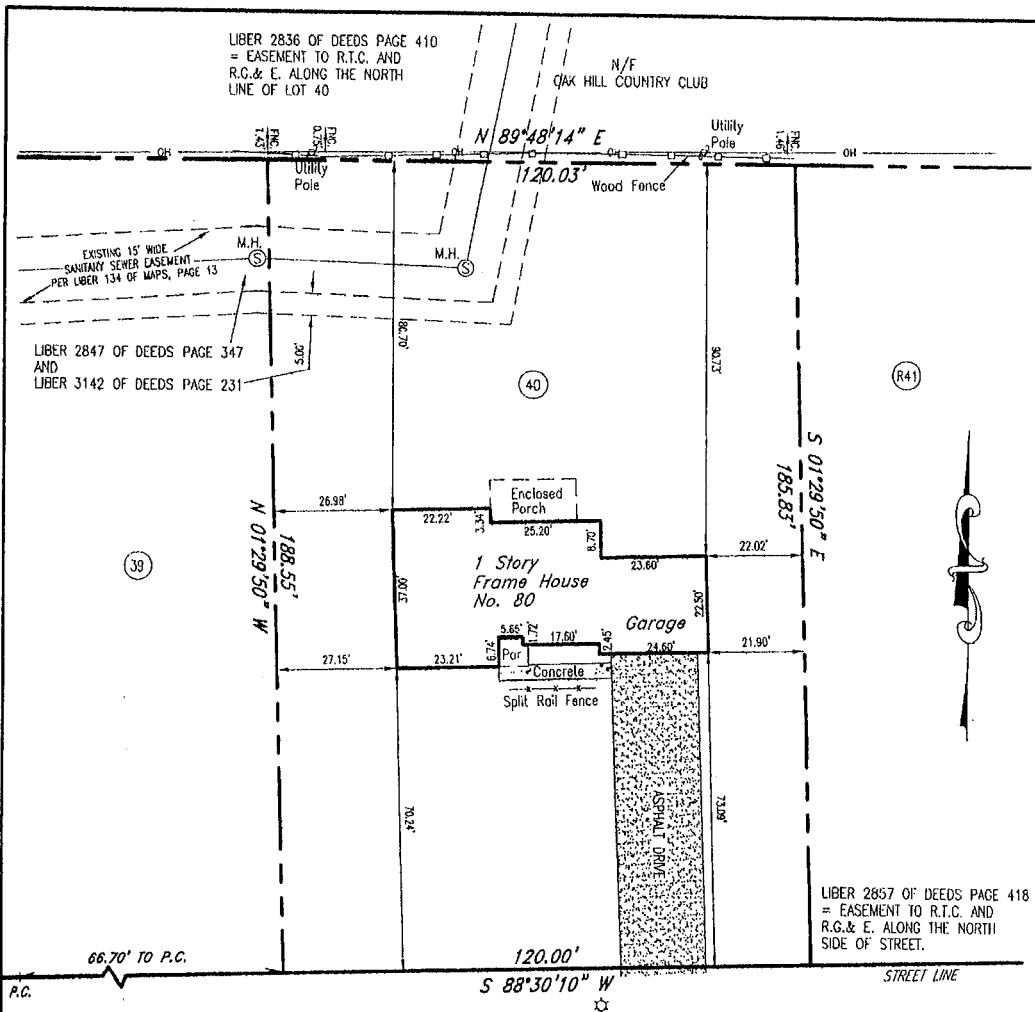 LIBER 2836 OF DEEDS PAGE 410
= EASEMENT TO R.T.C. AND
R.G.& E. ALONG THE NORTH
LINE OF LOT 40
N/F
OAK HILL COUNTRY CLUB
N 89°48'14" E
120.03'
OH
FNC.
1.43'
0.75'
FNC.
Utility
Pole
OH
OH
Wood Fence
Utility
Pole
FNC.
1.46'
OH
EXISTING 15' WIDE
SANITARY SEWER EASEMENT
PER LIBER 134 OF MAPS, PAGE 13
M.H.
S
M.H.
S
LIBER 2847 OF DEEDS PAGE 347
AND
LIBER 3142 OF DEEDS PAGE 231
5.00'
90.73'
40
R41
S 01°29'50" E
185.83'
N 01°29'50" W
188.55'
39
26.98'
22.22'
3.34'
Enclosed
Porch
25.20'
8.70'
23.60'
22.02'
1 Story
Frame House
No. 80
37.00'
22.50'
Garage
27.15'
23.21'
6.74'
5.65'
1.72'
17.60'
2.45'
24.60'
21.90'
Por
Concrete
Split Rail Fence
ASPHALT DRIVE
70.24'
73.09'
LIBER 2857 OF DEEDS PAGE 418
= EASEMENT TO R.T.C. AND
R.G.& E. ALONG THE NORTH
SIDE OF STREET.
66.70' TO P.C.
P.C.
120.00'
S 88°30'10" W
STREET LINE